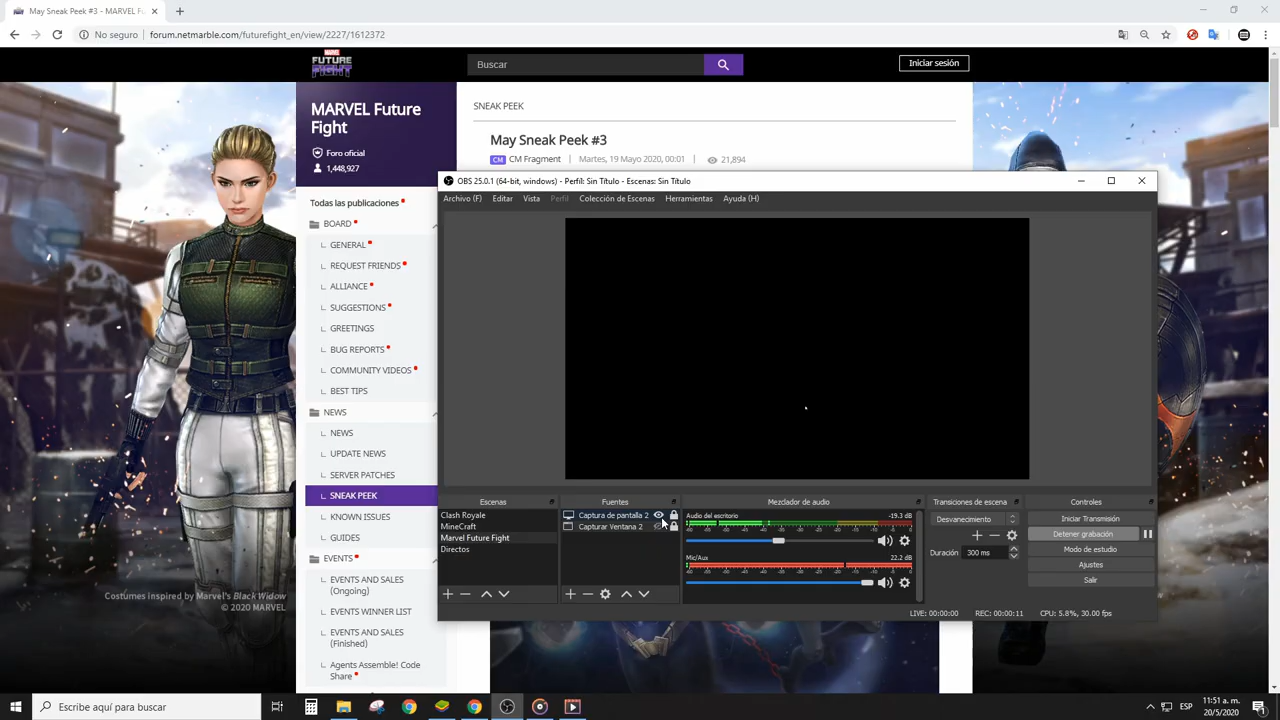 May Sneak Peek #3 - MARVEL Fu
No seguro
forum.netmarble.com/futurefight_en/view/2227/1612372
MARVEL
FUTURE
FIGHT
Buscar
Iniciar sesión
MARVEL Future
Fight
Foro oficial
1,448,927
Todas las publicaciones
BOARD
GENERAL
REQUEST FRIENDS
ALLIANCE
SUGGESTIONS
GREETINGS
BUG REPORTS
COMMUNITY VIDEOS
BEST TIPS
NEWS
NEWS
UPDATE NEWS
SERVER PATCHES
SNEAK PEEK
KNOWN ISSUES
GUIDES
EVENTS
EVENTS AND SALES
(Ongoing)
EVENTS WINNER LIST
EVENTS AND SALES
(Finished)
Agents Assemble! Code
Share
SNEAK PEEK
May Sneak Peek #3
CM CM Fragment
Martes, 19 Mayo 2020, 00:01
21,894
Costumes inspired by Marvel's Black Widow
© 2020 MARVEL
OBS 25.0.1 (64-bit, windows) - Perfil: Sin Título - Escenas: Sin Título
Archivo (F) Editar Vista Perfil Colección de Escenas Herramientas Ayuda (H)
Escenas
Clash Royale
MineCraft
Marvel Future Fight
Directos
Fuentes
Captura de pantalla 2
Capturar Ventana 2
Mezclador de audio
Audio del escritorio -19.3 dB
Mic/Aux 22.2 dB
Transiciones de escena
Desvanecimiento
Duración 300 ms
Controles
Iniciar Transmisión
Detener grabación
Modo de estudio
Ajustes
Salir
LIVE: 00:00:00 REC: 00:00:11 CPU: 5.8%, 30.00 fps
Escribe aquí para buscar
ESP
11:51 a. m.
20/5/2020
1